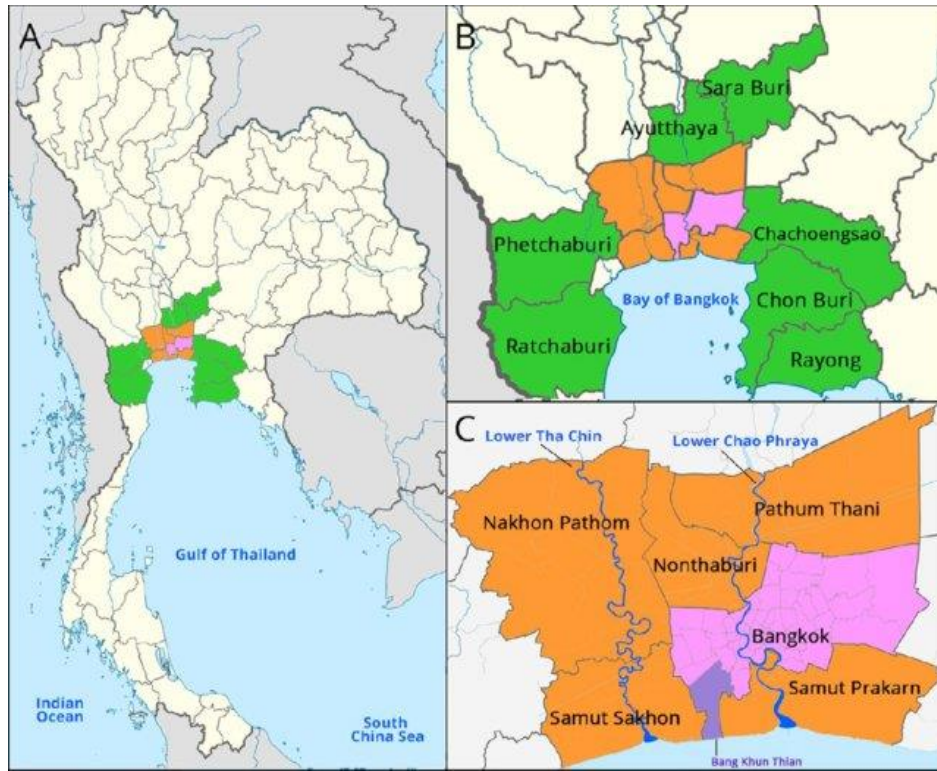 A
Gulf of Thailand
Indian
Ocean
South
China Sea
B
Sara Buri
Ayutthaya
Phetchaburi
Chachoengsao
Bay of Bangkok
Chon Buri
Ratchaburi
Rayong
C
Lower Tha Chin
Lower Chao Phraya
Nakhon Pathom
Pathum Thani
Nonthaburi
Bangkok
Samut Prakarn
Samut Sakhon
Bang Khun Thian